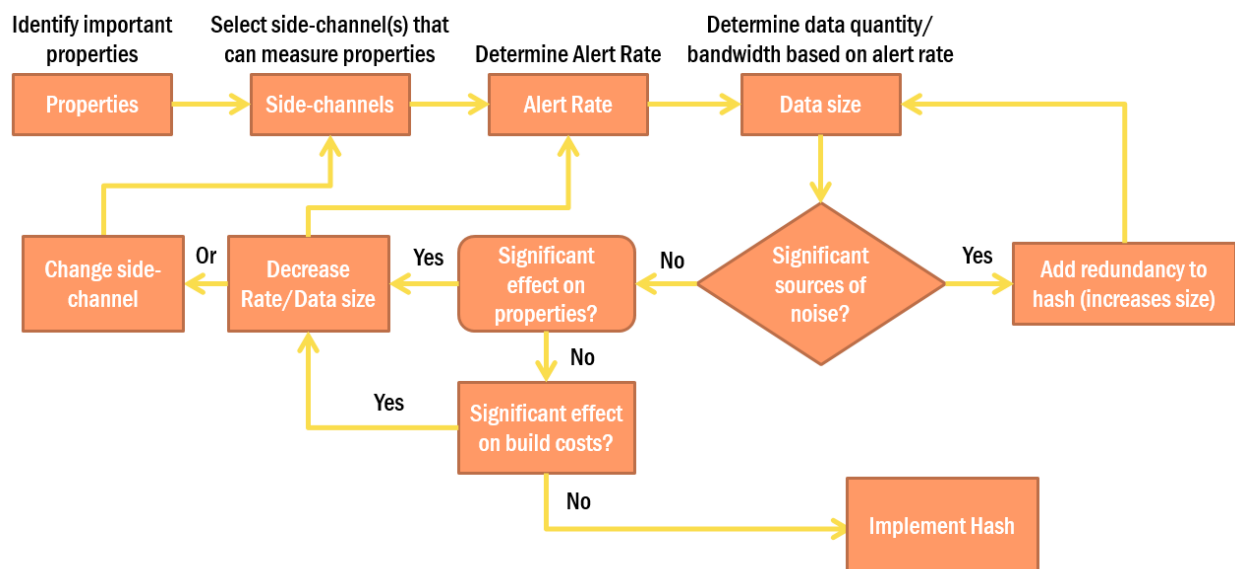 Identify important
properties
Select side-channel(s) that
can measure properties
Determine Alert Rate
Determine data quantity/
bandwidth based on alert rate
Properties
Side-channels
Alert Rate
Data size
Change side-
channel
Or
Decrease
Rate/Data size
Yes
Significant
effect on
properties?
No
Significant
sources of
noise?
Yes
Add redundancy to
hash (increases size)
No
Yes
Significant effect
on build costs?
No
Implement Hash